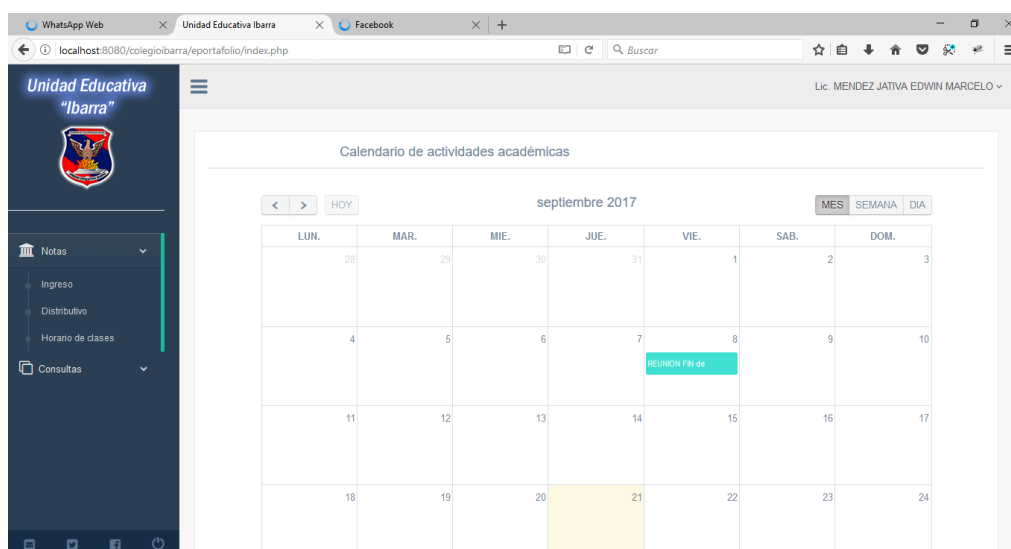 WhatsApp Web
Unidad Educativa Ibarra
Facebook
localhost:8080/colegioibarra/eportafolio/index.php
Buscar
Unidad Educativa
“Ibarra”
Lic. MENDEZ JATIVA EDWIN MARCELO
Notas
Ingreso
Distributivo
Horario de clases
Consultas
Calendario de actividades académicas
HOY
septiembre 2017
MES SEMANA DIA
LUN. MAR. MIE. JUE. VIE. SAB. DOM.
28 29 30 31 1 2 3
4 5 6 7 8 9 10
REUNION FIN de
11 12 13 14 15 16 17
18 19 20 21 22 23 24